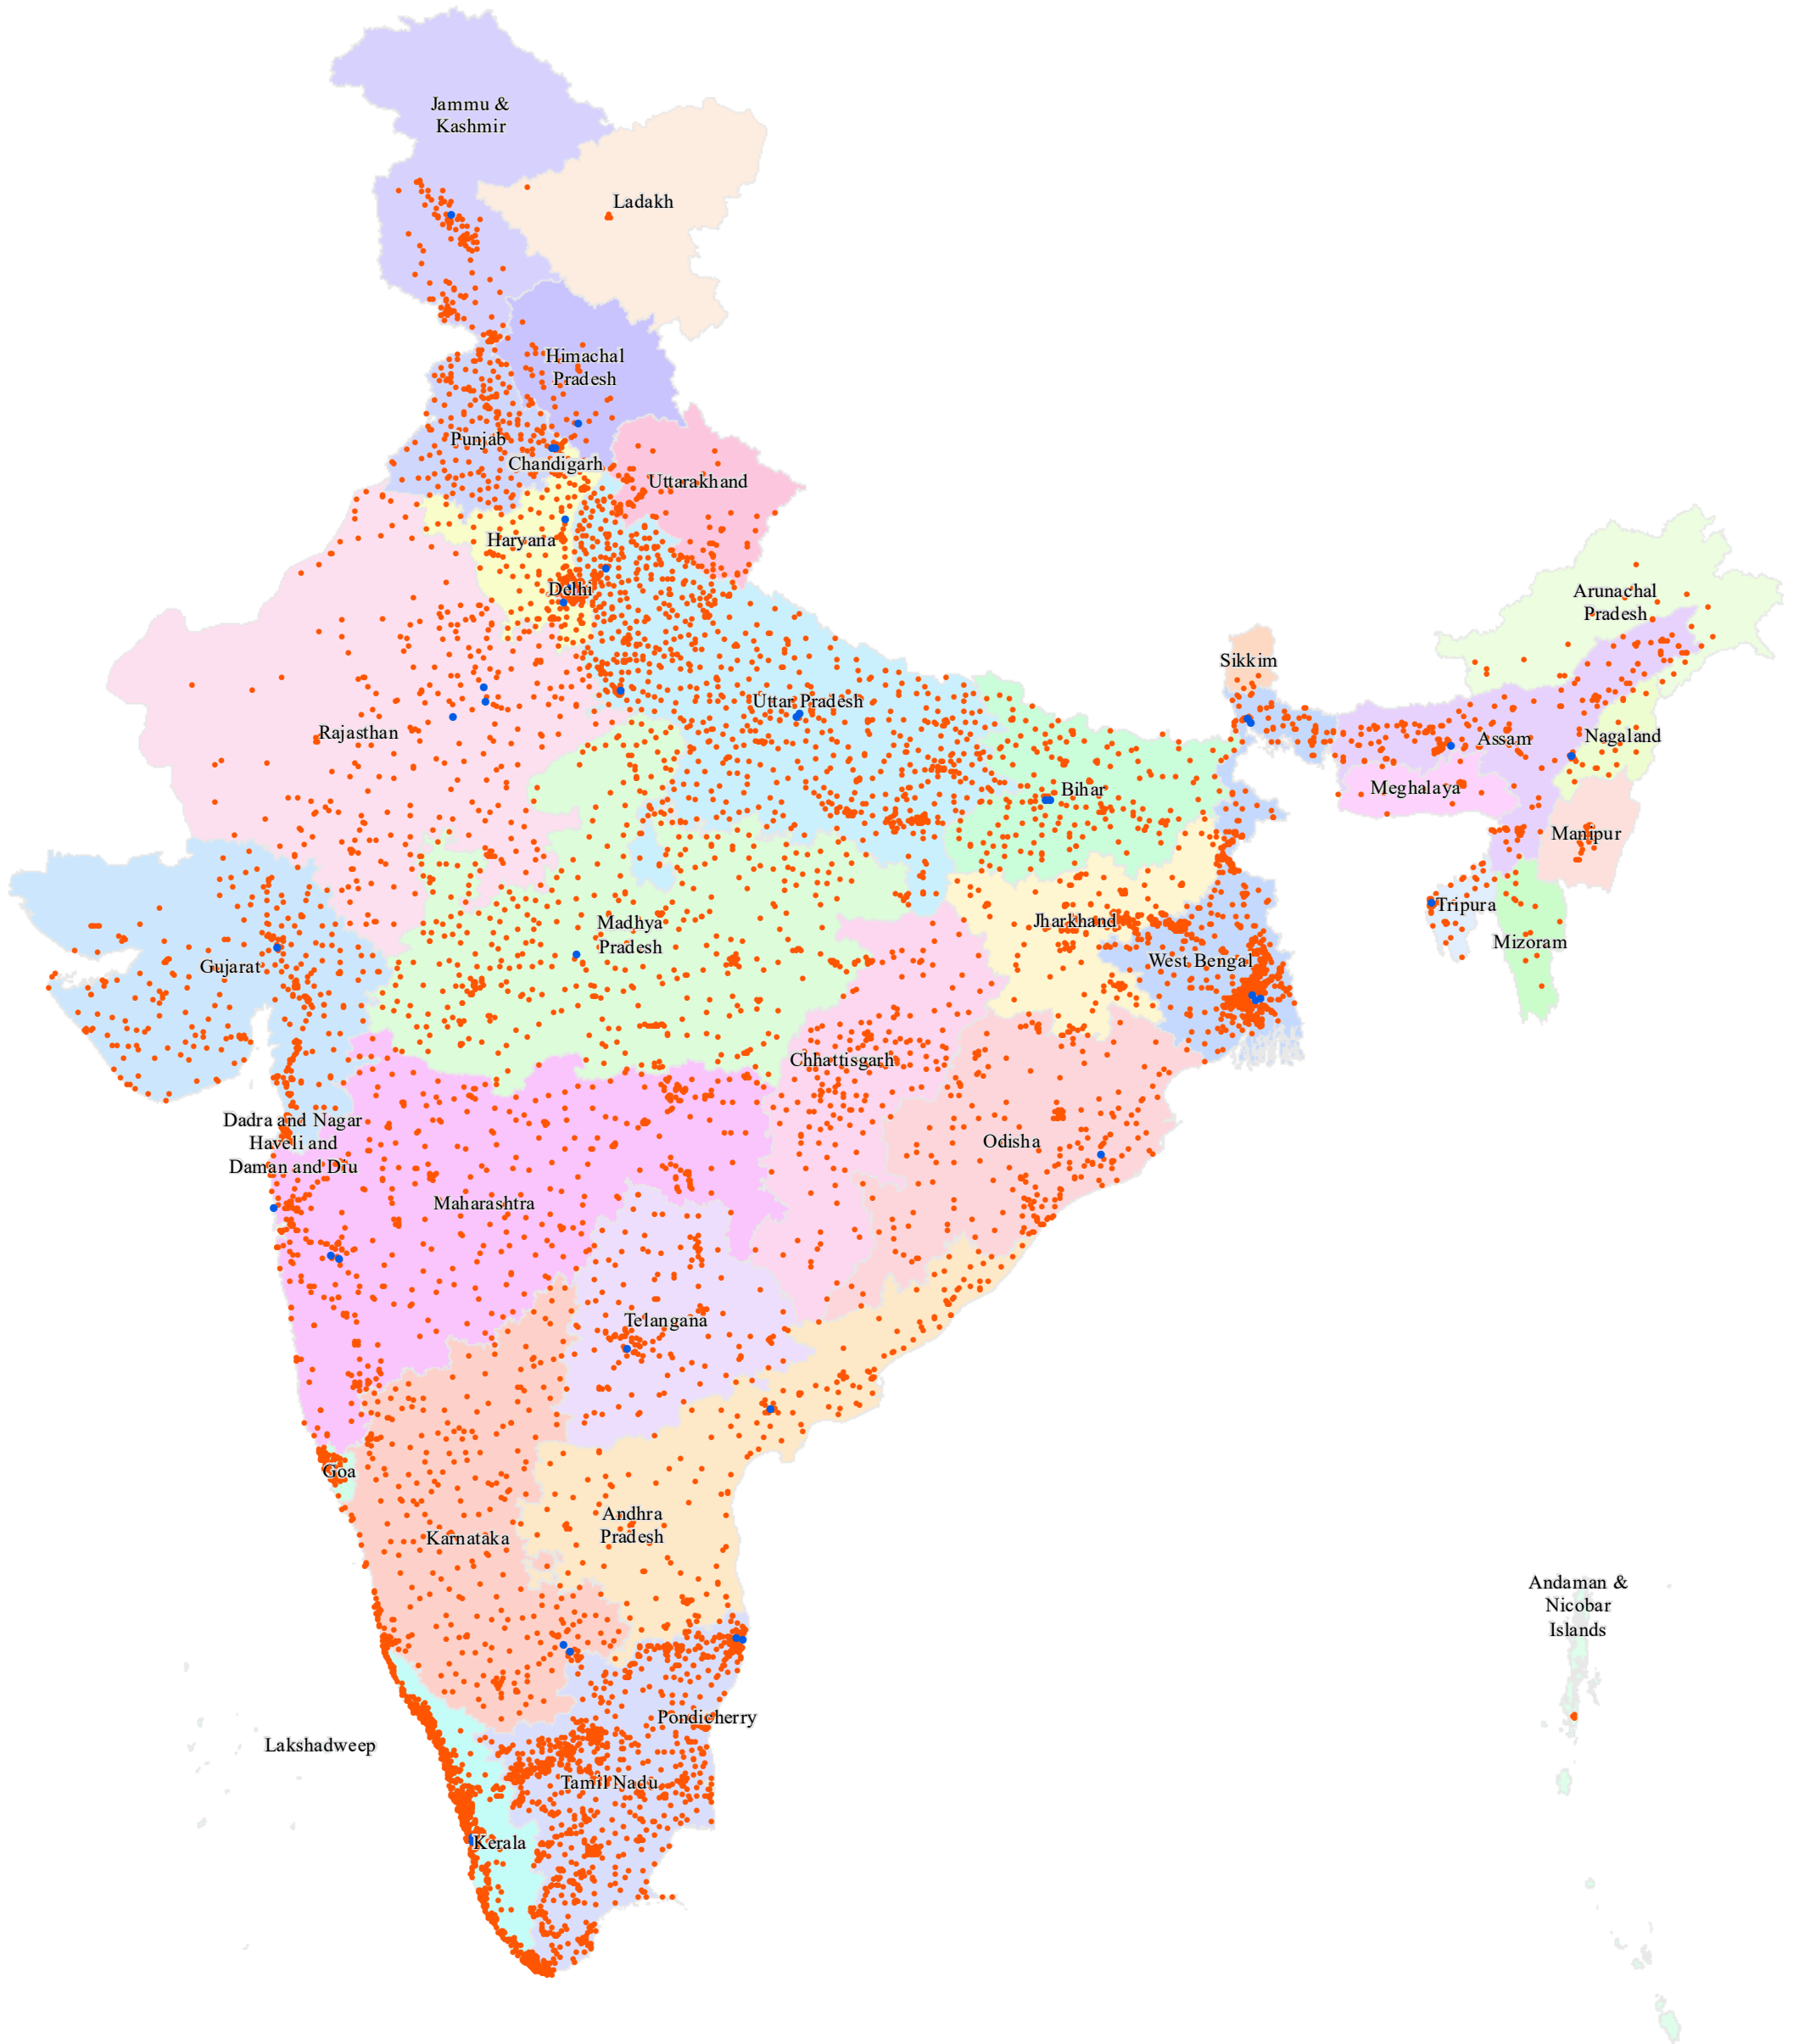 Jammu &
Kashmir
Ladakh
Himachal
Pradesh
Punjab
Chandigarh
Uttarakhand
Haryana
Delhi
Arunachal
Pradesh
Sikkim
Uttar Pradesh
Rajasthan
Assam
Nagaland
Bihar
Meghalaya
Manipur
Tripura
Jharkhand
Madhya
Pradesh
Mizoram
West Bengal
Gujarat
Chhattisgarh
Dadra and Nagar
Haveli and
Daman and Diu
Odisha
Maharashtra
Telangana
Goa
Andhra
Pradesh
Karnataka
Andaman &
Nicobar
Islands
Pondicherry
Lakshadweep
Tamil Nadu
Kerala